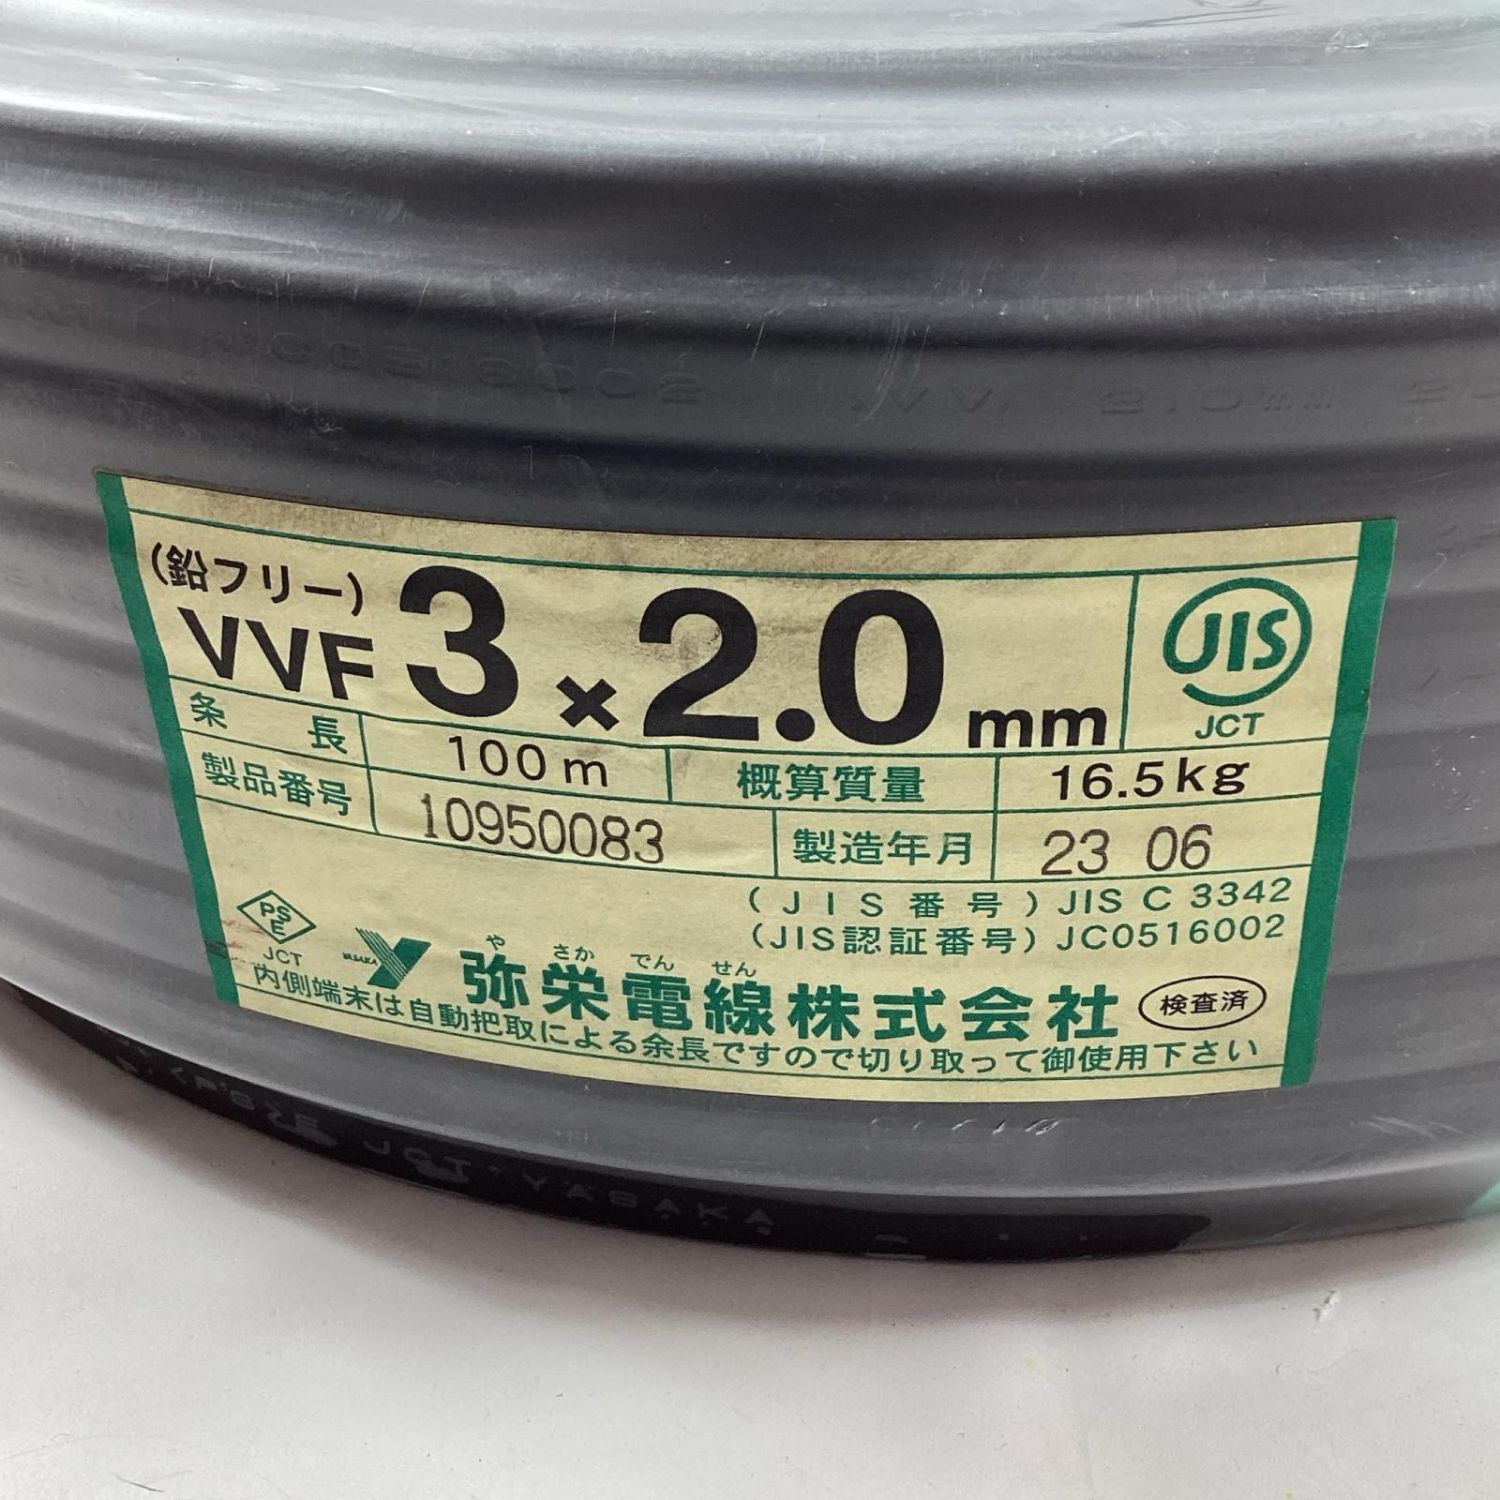 JC0516002 VVF 2.0mm
(鉛フリー)
VVF 3×2.0mm
JIS
JCT
条長 100m 概算質量 16.5kg
製品番号 10950083 製造年月 23 06
(JIS番号) JIS C 3342
(JIS認証番号) JC0516002
PSE
JCT
YASAKA
や さか でん せん
弥栄電線株式会社 検査済
内側端末は自動把取による余長ですので切り取って御使用下さい
JCT YASAKA